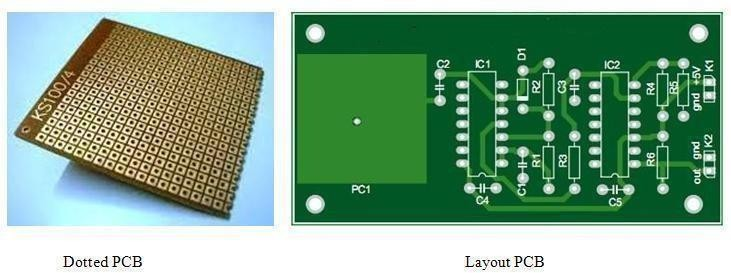 KS100/4
C2
IC1
D1
R2
C3
IC2
R4
R5
+5V
gnd
K1
PC1
C4
C1
R1
R3
C5
R6
gnd
out
K2
Dotted PCB
Layout PCB